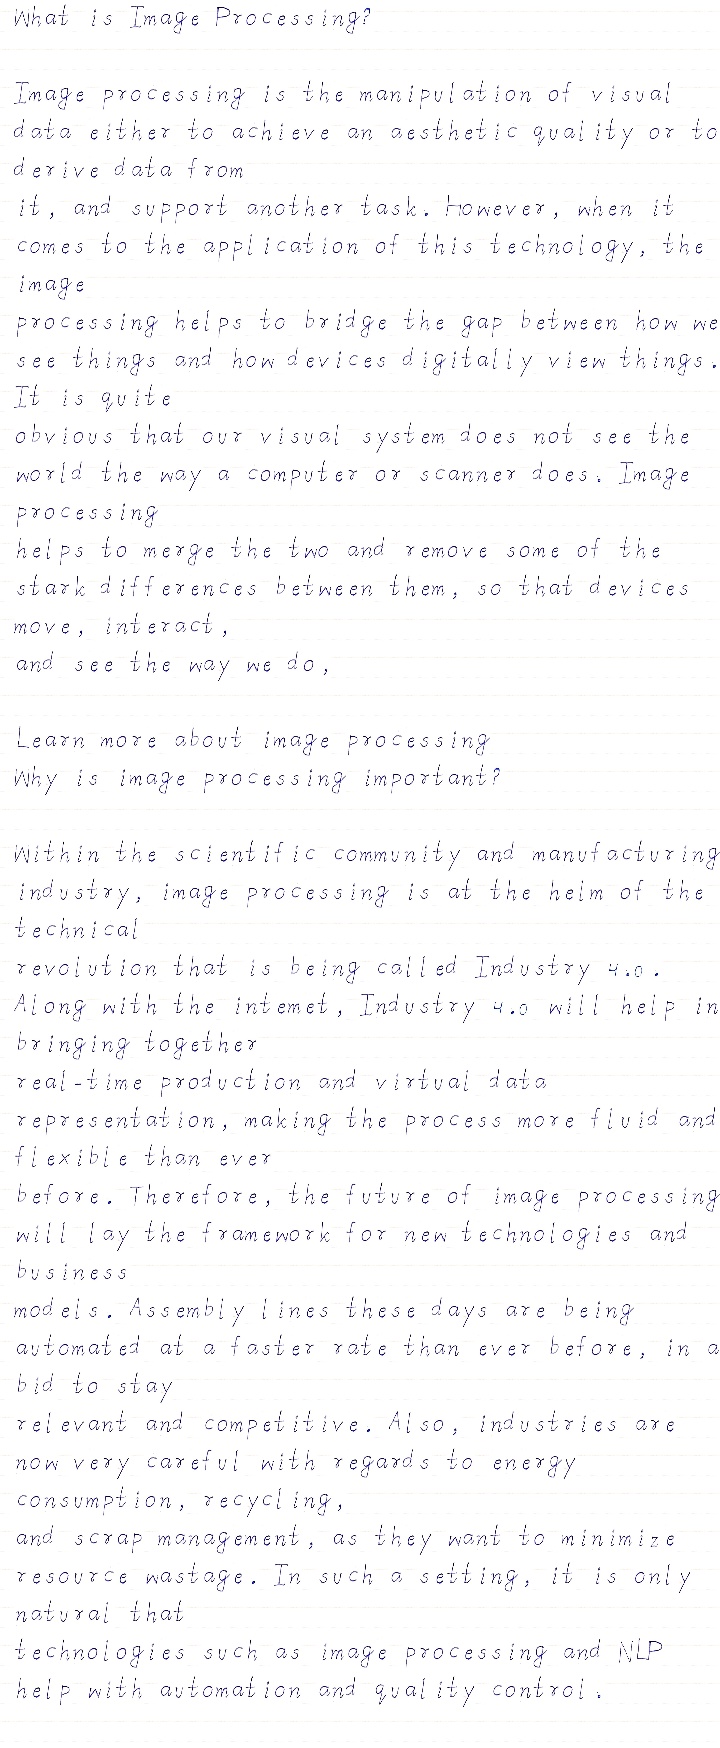 What is Image Processing?
Image processing is the manipulation of visual
data either to achieve an aesthetic quality or to
derive data from
it, and support another task. However, when it
comes to the application of this technology, the
image
processing helps to bridge the gap between how we
see things and how devices digitally view things.
It is quite
obvious that our visual system does not see the
world the way a computer or scanner does. Image
processing
helps to merge the two and remove some of the
stark differences between them, so that devices
move, interact,
and see the way we do,
Learn more about image processing
Why is image processing important?
Within the scientific community and manufacturing
industry, image processing is at the helm of the
technical
revolution that is being called Industry 4.0.
Along with the intemet, Industry 4.0 will help in
bringing together
real-time production and virtual data
representation, making the process more fluid and
flexible than ever
before. Therefore, the future of image processing
will lay the framework for new technologies and
business
models. Assembly lines these days are being
automated at a faster rate than ever before, in a
bid to stay
relevant and competitive. Also, industries are
now very careful with regards to energy
consumption, recycling,
and scrap management, as they want to minimize
resource wastage. In such a setting, it is only
natural that
technologies such as image processing and NLP
help with automation and quality control.